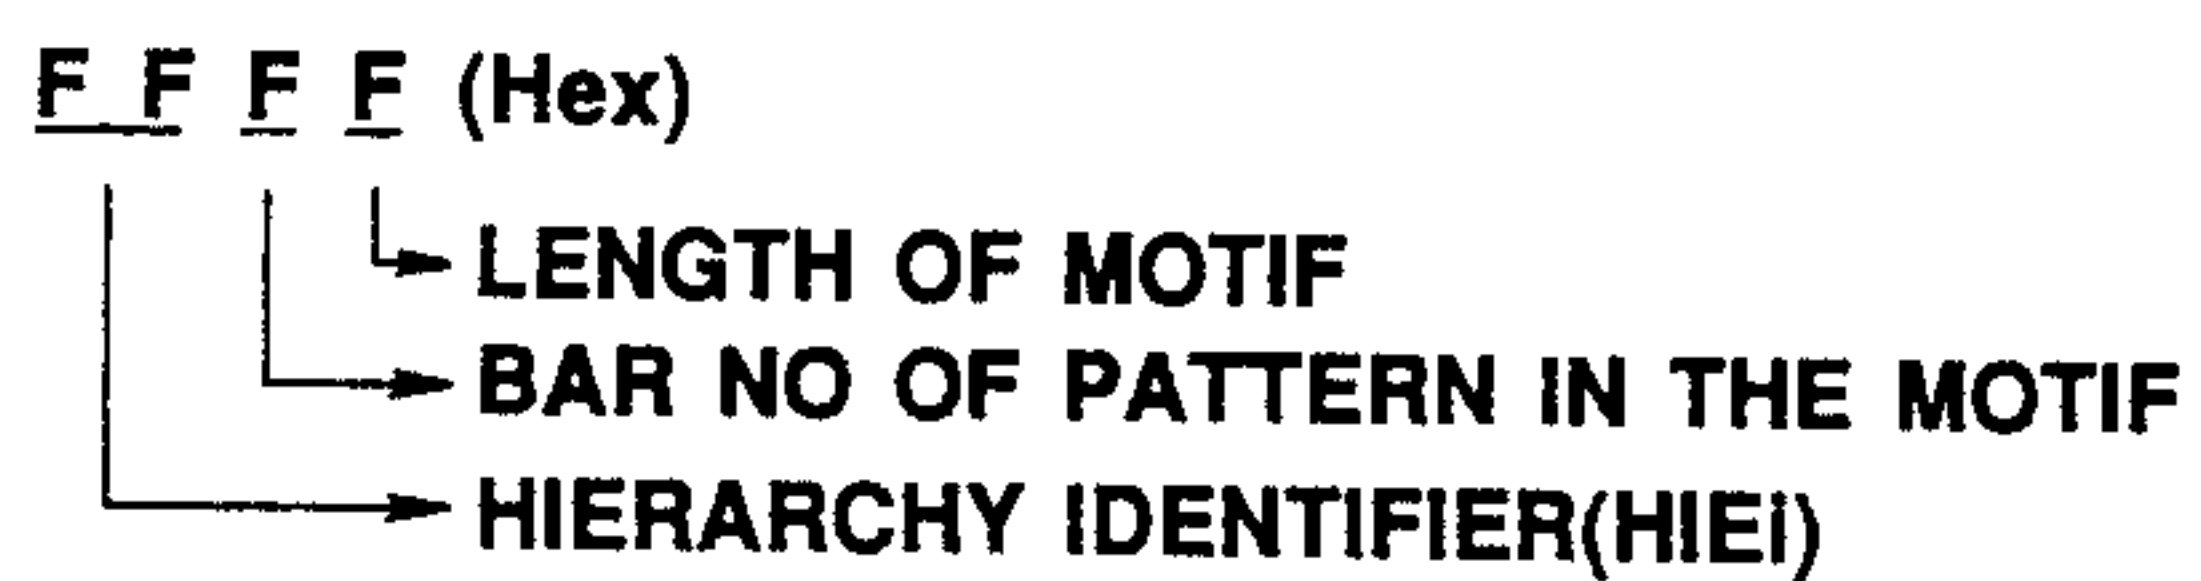 F F F F (Hex)
LENGTH OF MOTIF
BAR NO OF PATTERN IN THE MOTIF
HIERARCHY IDENTIFIER(HIEi)